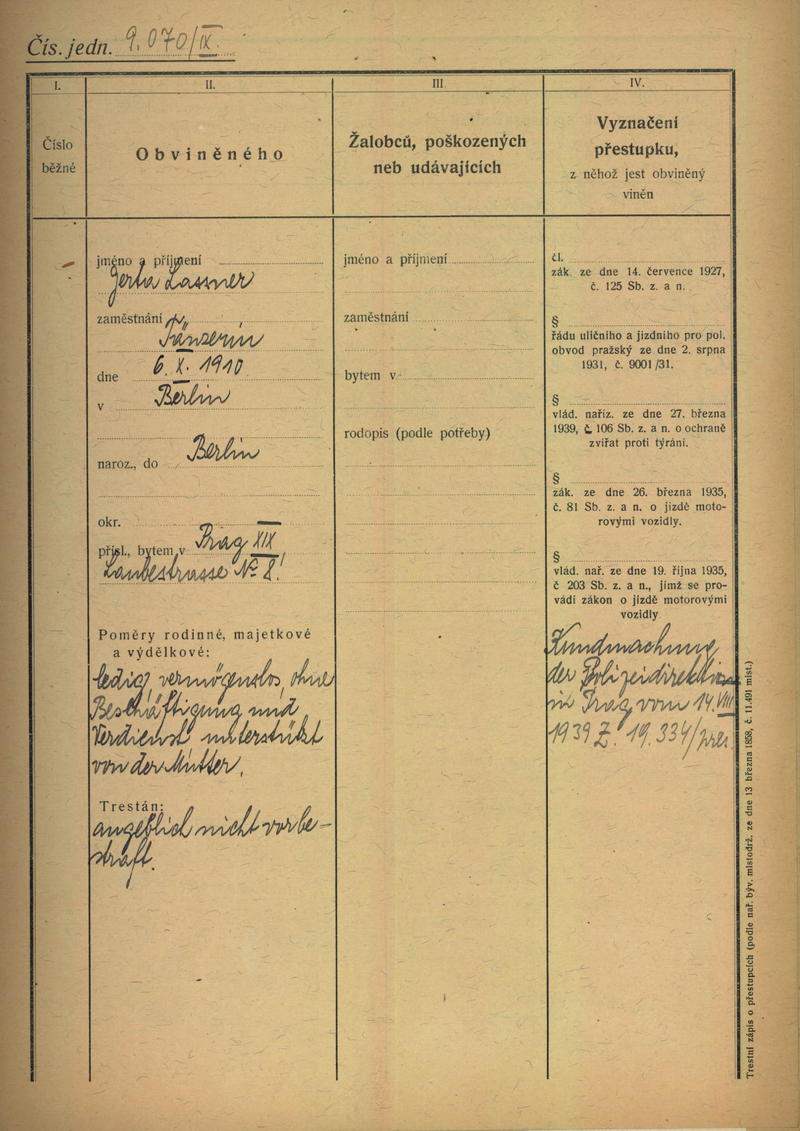 Čís. jedn. 9.070/IX.
I.
Číslo
běžné
II.
Obviněného
III.
Žalobců, poškozených
neb udávajících
IV.
Vyznačení
přestupku,
z něhož jest obviněný
viněn
jméno a příjmení
Lassner
zaměstnání
Tänzerin
dne 6. X. 1910
v Berlin
naroz., do Berlin
okr. —
přísl., bytem v Prag XIX
Landestrasse № 8.
Poměry rodinné, majetkové
a výdělkové:
ledig, vermögenslos, ohne
Beschäftigung und
Verdienst unterstützt
von der Mutter.
Trestán:
angeblich nicht vorbe-
straft.
jméno a příjmení
zaměstnání
bytem v
rodopis (podle potřeby)
čl.
zák. ze dne 14. července 1927,
č. 125 Sb. z. a n.
§
řádu uličního a jízdního pro pol.
obvod pražský ze dne 2. srpna
1931, č. 9001/31.
§
vlád. naříz. ze dne 27. března
1939, č. 106 Sb. z. a n. o ochraně
zvířat proti týrání.
§
zák. ze dne 26. března 1935,
č. 81 Sb. z. a n. o jízdě moto-
rovými vozidly.
§
vlád. nař. ze dne 19. října 1935,
č 203 Sb. z. a n., jímž se pro-
vádí zákon o jízdě motorovými
vozidly
Kundmachung
der Polizeidirektion
in Prag vom 14. VIII
1939 Z. 19.334/präs.
Trestní zápis o přestupcích (podle nař. býv. místodrž. ze dne 13 března 1858, č. 11.491 míst.)